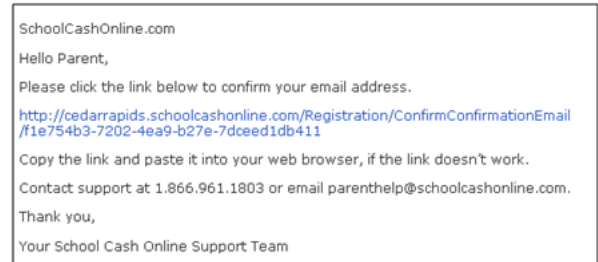 SchoolCashOnline.com
Hello Parent,
Please click the link below to confirm your email address.
http://cedarrapids.schoolcashonline.com/Registration/ConfirmConfirmationEmail
/f1e754b3-7202-4ea9-b27e-7dceed1db411
Copy the link and paste it into your web browser, if the link doesn't work.
Contact support at 1.866.961.1803 or email parenthelp@schoolcashonline.com.
Thank you,
Your School Cash Online Support Team